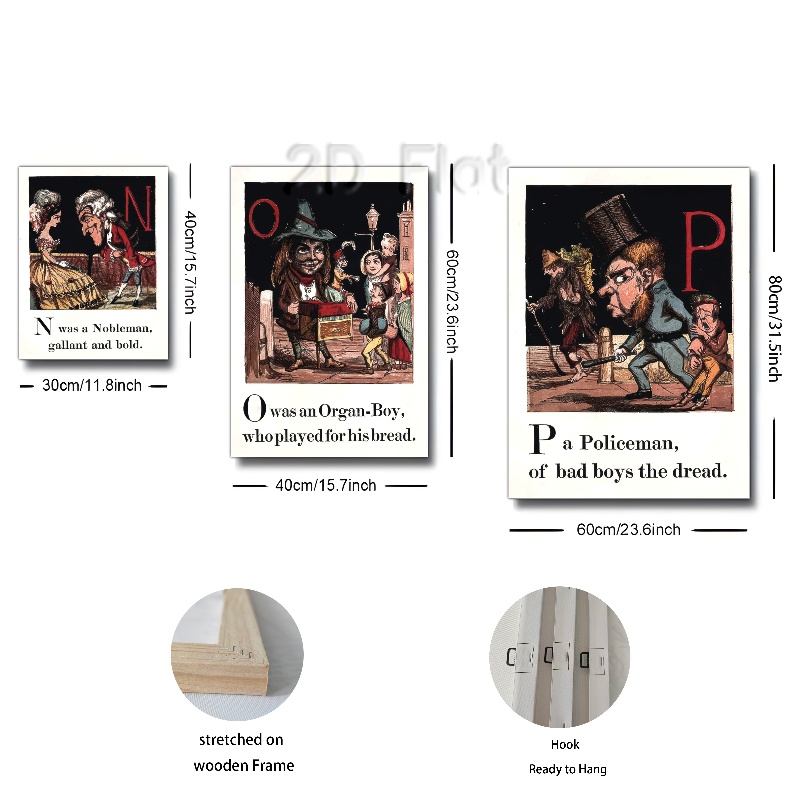 2D Flat
N
N was a Nobleman,
gallant and bold.
40cm/15.7inch
30cm/11.8inch
O
O was an Organ-Boy,
who played for his bread.
60cm/23.6inch
40cm/15.7inch
P
P a Policeman,
of bad boys the dread.
80cm/31.5inch
60cm/23.6inch
stretched on
wooden Frame
Hook
Ready to Hang